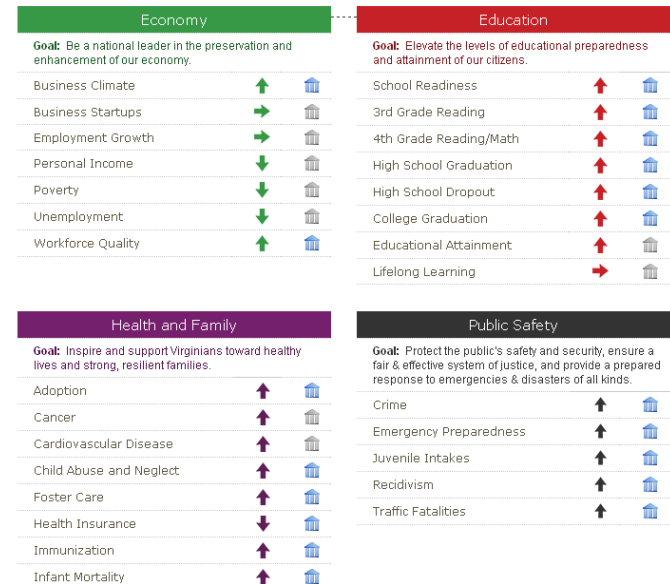 Economy
Goal: Be a national leader in the preservation and
enhancement of our economy.
Business Climate
Business Startups
Employment Growth
Personal Income
Poverty
Unemployment
Workforce Quality
Education
Goal: Elevate the levels of educational preparedness
and attainment of our citizens.
School Readiness
3rd Grade Reading
4th Grade Reading/Math
High School Graduation
High School Dropout
College Graduation
Educational Attainment
Lifelong Learning
Health and Family
Goal: Inspire and support Virginians toward healthy
lives and strong, resilient families.
Adoption
Cancer
Cardiovascular Disease
Child Abuse and Neglect
Foster Care
Health Insurance
Immunization
Infant Mortality
Public Safety
Goal: Protect the public's safety and security, ensure a
fair & effective system of justice, and provide a prepared
response to emergencies & disasters of all kinds.
Crime
Emergency Preparedness
Juvenile Intakes
Recidivism
Traffic Fatalities